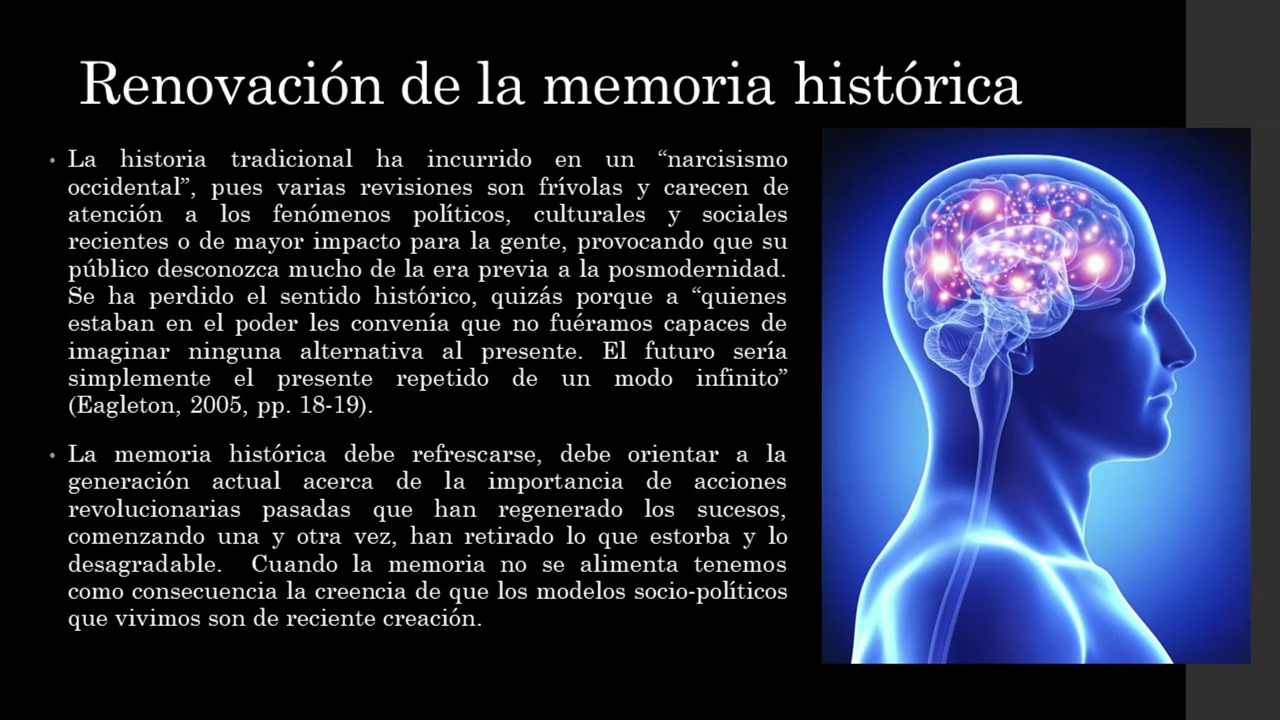 Renovación de la memoria histórica
• La historia tradicional ha incurrido en un “narcisismo
occidental”, pues varias revisiones son frívolas y carecen de
atención a los fenómenos políticos, culturales y sociales
recientes o de mayor impacto para la gente, provocando que su
público desconozca mucho de la era previa a la posmodernidad.
Se ha perdido el sentido histórico, quizás porque a “quienes
estaban en el poder les convenía que no fuéramos capaces de
imaginar ninguna alternativa al presente. El futuro sería
simplemente el presente repetido de un modo infinito”
(Eagleton, 2005, pp. 18-19).
• La memoria histórica debe refrescarse, debe orientar a la
generación actual acerca de la importancia de acciones
revolucionarias pasadas que han regenerado los sucesos,
comenzando una y otra vez, han retirado lo que estorba y lo
desagradable. Cuando la memoria no se alimenta tenemos
como consecuencia la creencia de que los modelos socio-políticos
que vivimos son de reciente creación.